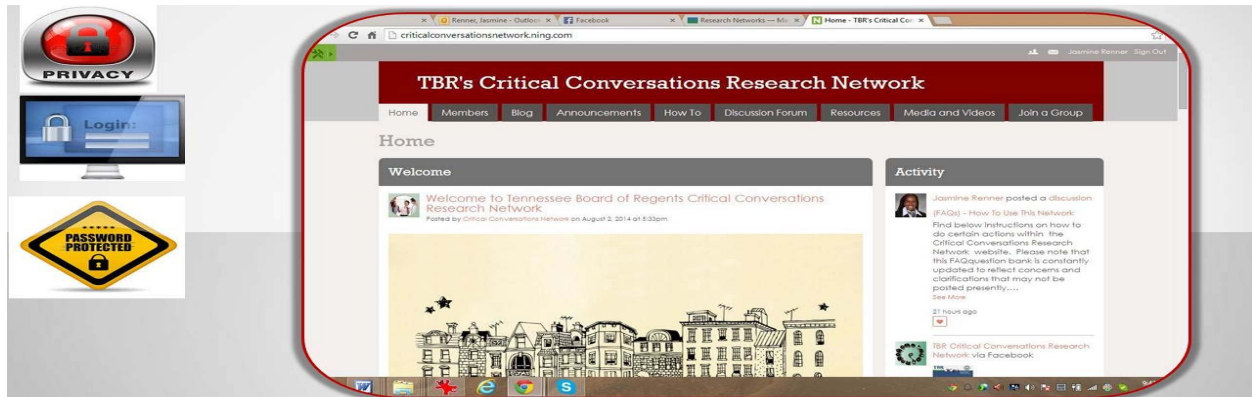 PRIVACY
Login:
PASSWORD
PROTECTED
Renner, Jasmine - Outlook
Facebook
Research Networks — Mo
Home - TBR's Critical Con
criticalconversationsnetwork.ning.com
Jasmine Renner Sign Out
TBR's Critical Conversations Research Network
Home Members Blog Announcements How To Discussion Forum Resources Media and Videos Join a Group
Home
Welcome
Welcome to Tennessee Board of Regents Critical Conversations
Research Network
Posted by Critical Conversations Network on August 2, 2014 at 8:30pm
Activity
Jasmine Renner posted a discussion
(FAQs) - How To Use This Network
Find below Instructions on how to
do certain actions within the
Critical Conversations Research
Network website. Please note that
this FAQquestion bank is constantly
updated to reflect concerns and
clarifications that may not be
posted presently....
See More
21 hours ago
TBR Critical Conversations Research
Network via Facebook